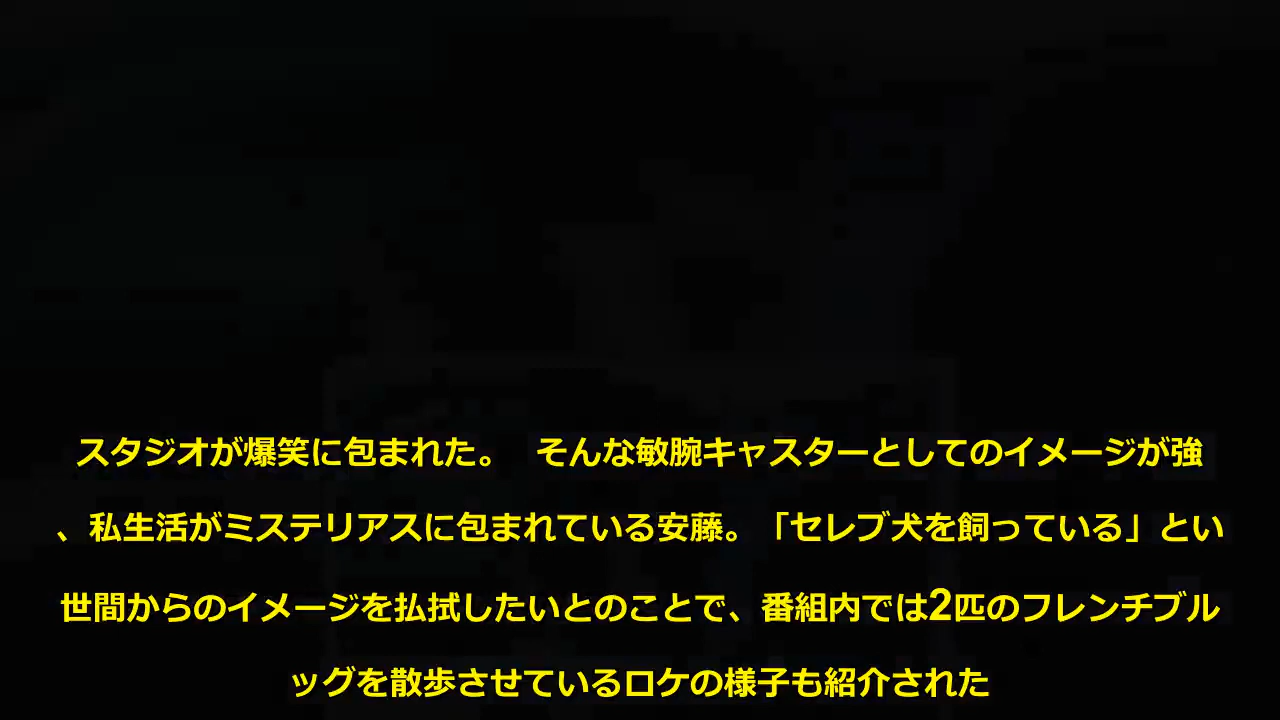 スタジオが爆笑に包まれた。 そんな敏腕キャスターとしてのイメージが強
、私生活がミステリアスに包まれている安藤。「セレブ犬を飼っている」とい
世間からのイメージを払拭したいとのことで、番組内では2匹のフレンチブル
ッグを散歩させているロケの様子も紹介された